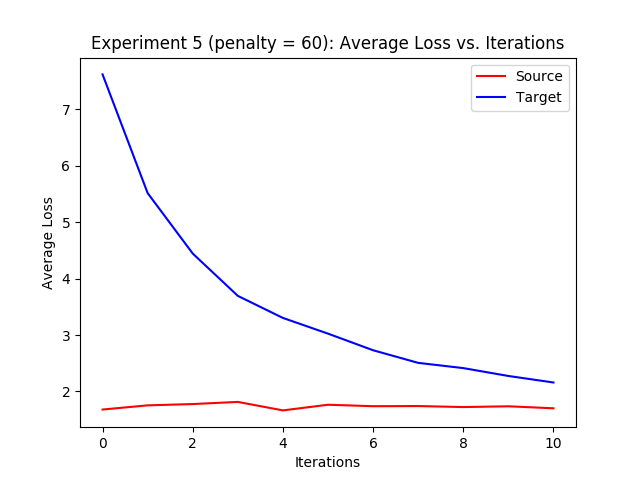 Experiment 5 (penalty = 60): Average Loss vs. Iterations
Source
Target
7
6
5
4
3
2
Average Loss
0 2 4 6 8 10
Iterations